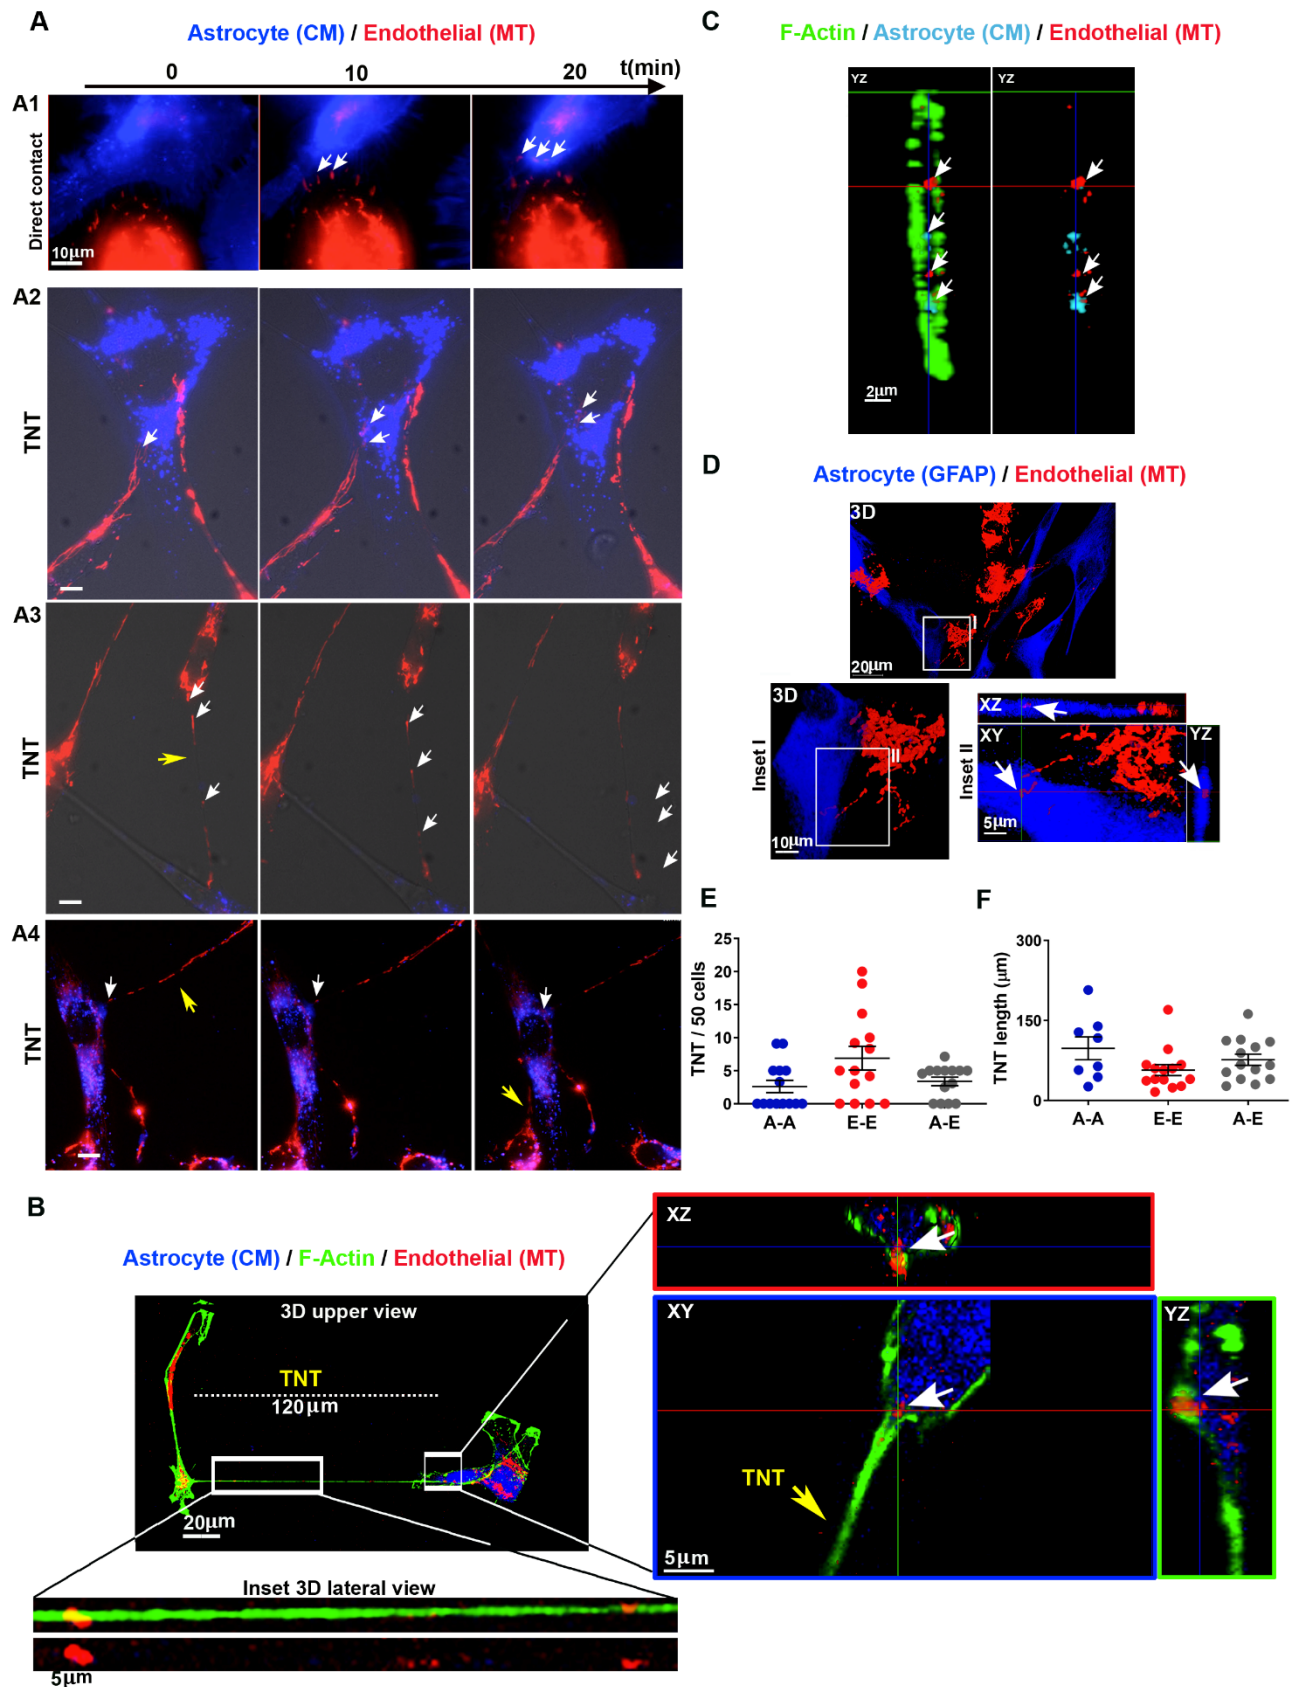 A
Astrocyte (CM) / Endothelial (MT)
0 10 20 t(min)
A1
Direct contact
10µm
A2
TNT
A3
TNT
A4
TNT
C
F-Actin / Astrocyte (CM) / Endothelial (MT)
YZ YZ
2µm
D
Astrocyte (GFAP) / Endothelial (MT)
3D
I
20µm
Inset I
3D
II
10µm
Inset II
XZ
XY
YZ
5µm
E
TNT / 50 cells
25
20
15
10
5
0
A-A E-E A-E
F
TNT length (µm)
300
150
0
A-A E-E A-E
B
Astrocyte (CM) / F-Actin / Endothelial (MT)
3D upper view
TNT
120µm
20µm
Inset 3D lateral view
5µm
XZ
XY
TNT
5µm
YZ